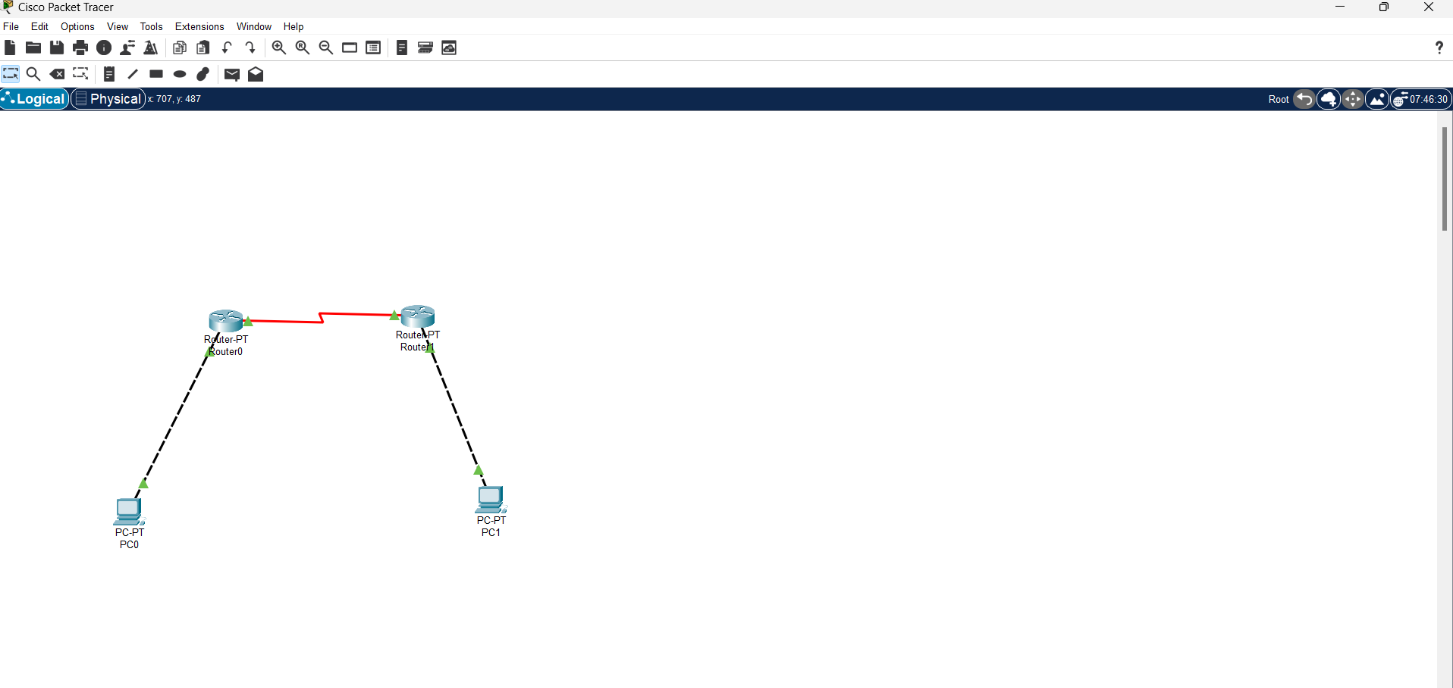 Cisco Packet Tracer
File Edit Options View Tools Extensions Window Help
?
Logical Physical x: 707, y: 487 Root 07:46:30
Router-PT
Router0
Router-PT
Router1
PC-PT
PC0
PC-PT
PC1